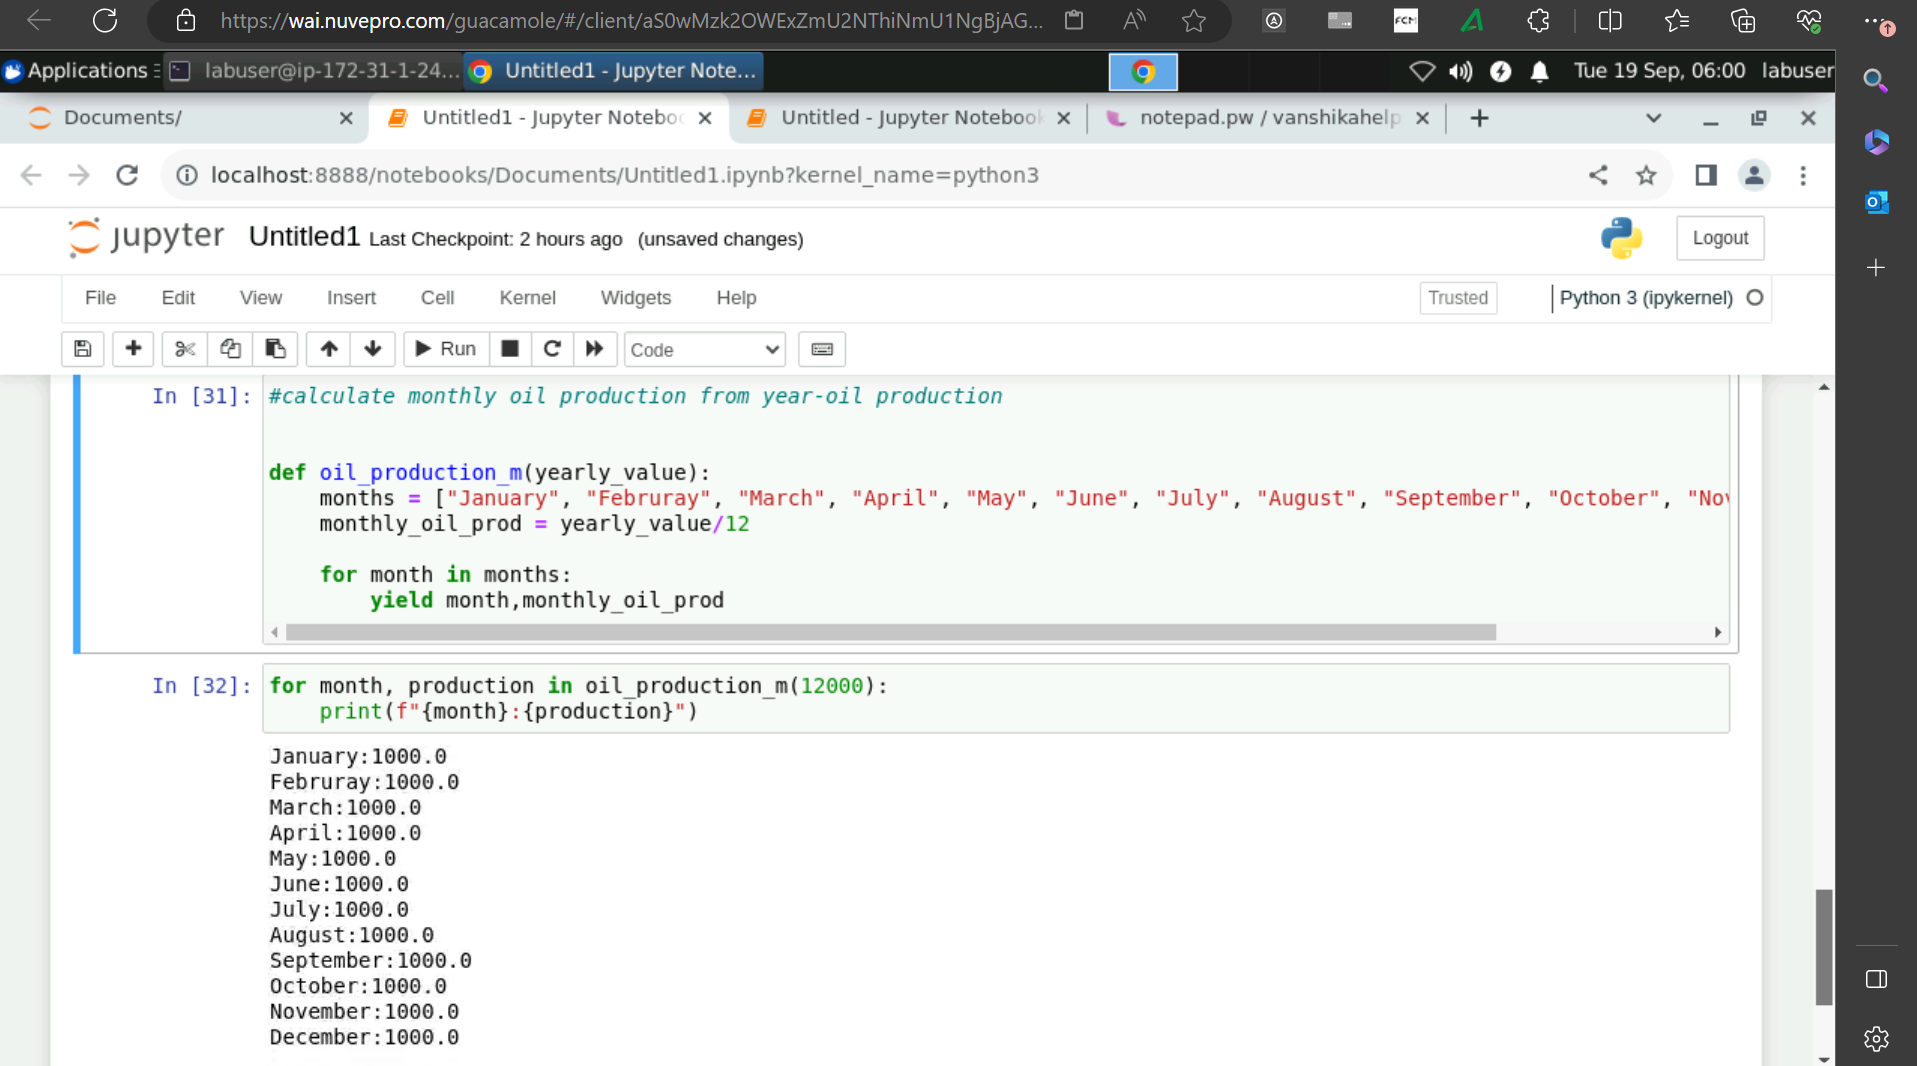 https://wai.nuvepro.com/guacamole/#/client/aS0wMzk2OWExZmU2NThiNmU1NgBjAG...
Applications
labuser@ip-172-31-1-24...
Untitled1 - Jupyter Note...
Tue 19 Sep, 06:00 labuser
Documents/
Untitled1 - Jupyter Noteboo
Untitled - Jupyter Notebook
notepad.pw / vanshikahelp
localhost:8888/notebooks/Documents/Untitled1.ipynb?kernel_name=python3
jupyter Untitled1 Last Checkpoint: 2 hours ago (unsaved changes)
Logout
File Edit View Insert Cell Kernel Widgets Help
Trusted
Python 3 (ipykernel)
Run
Code
In [31]: #calculate monthly oil production from year-oil production
def oil_production_m(yearly_value):
months = ["January", "Februray", "March", "April", "May", "June", "July", "August", "September", "October", "Nov
monthly_oil_prod = yearly_value/12
for month in months:
yield month,monthly_oil_prod
In [32]: for month, production in oil_production_m(12000):
print(f"{month}:{production}")
January:1000.0
Februray:1000.0
March:1000.0
April:1000.0
May:1000.0
June:1000.0
July:1000.0
August:1000.0
September:1000.0
October:1000.0
November:1000.0
December:1000.0